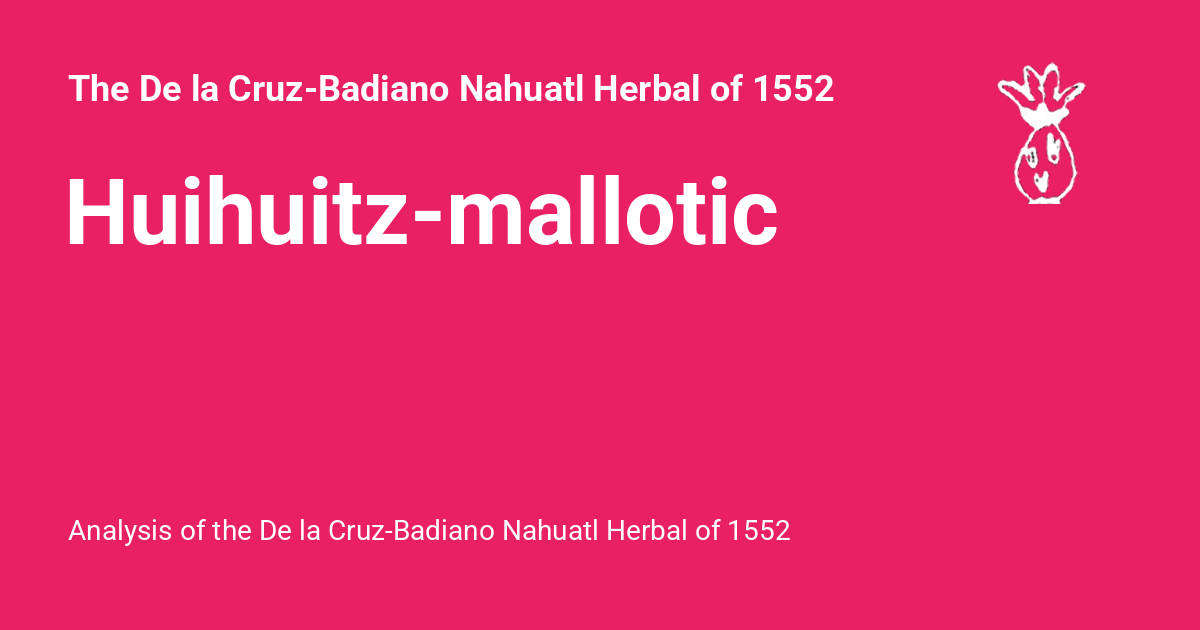 The De la Cruz-Badiano Nahuatl Herbal of 1552
Huihuitz-mallotic
Analysis of the De la Cruz-Badiano Nahuatl Herbal of 1552